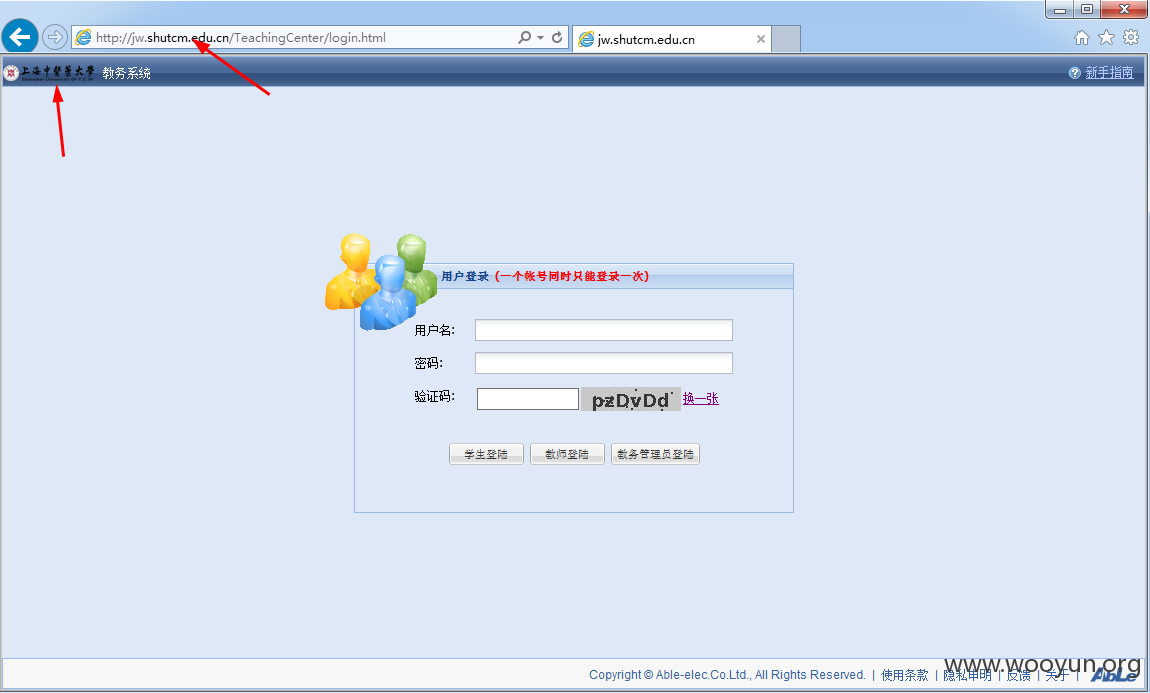 http://jw.shutcm.edu.cn/TeachingCenter/login.html
jw.shutcm.edu.cn
上海中醫藥大學 教务系统
新手指南
用户登录 (一个帐号同时只能登录一次)
用户名:
密码:
验证码: pzDvDd 换一张
学生登陆 教师登陆 教务管理员登陆
Copyright © Able-elec.Co.Ltd., All Rights Reserved. | 使用条款 | 隐私申明 | 反馈 | 关于 | AbLe
www.wooyun.org